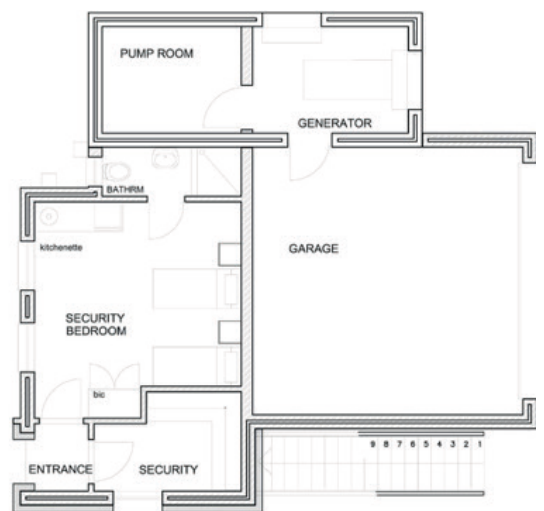 PUMP ROOM
GENERATOR
BATHRM
kitchenette
GARAGE
SECURITY
BEDROOM
bic
ENTRANCE
SECURITY
9 8 7 6 5 4 3 2 1